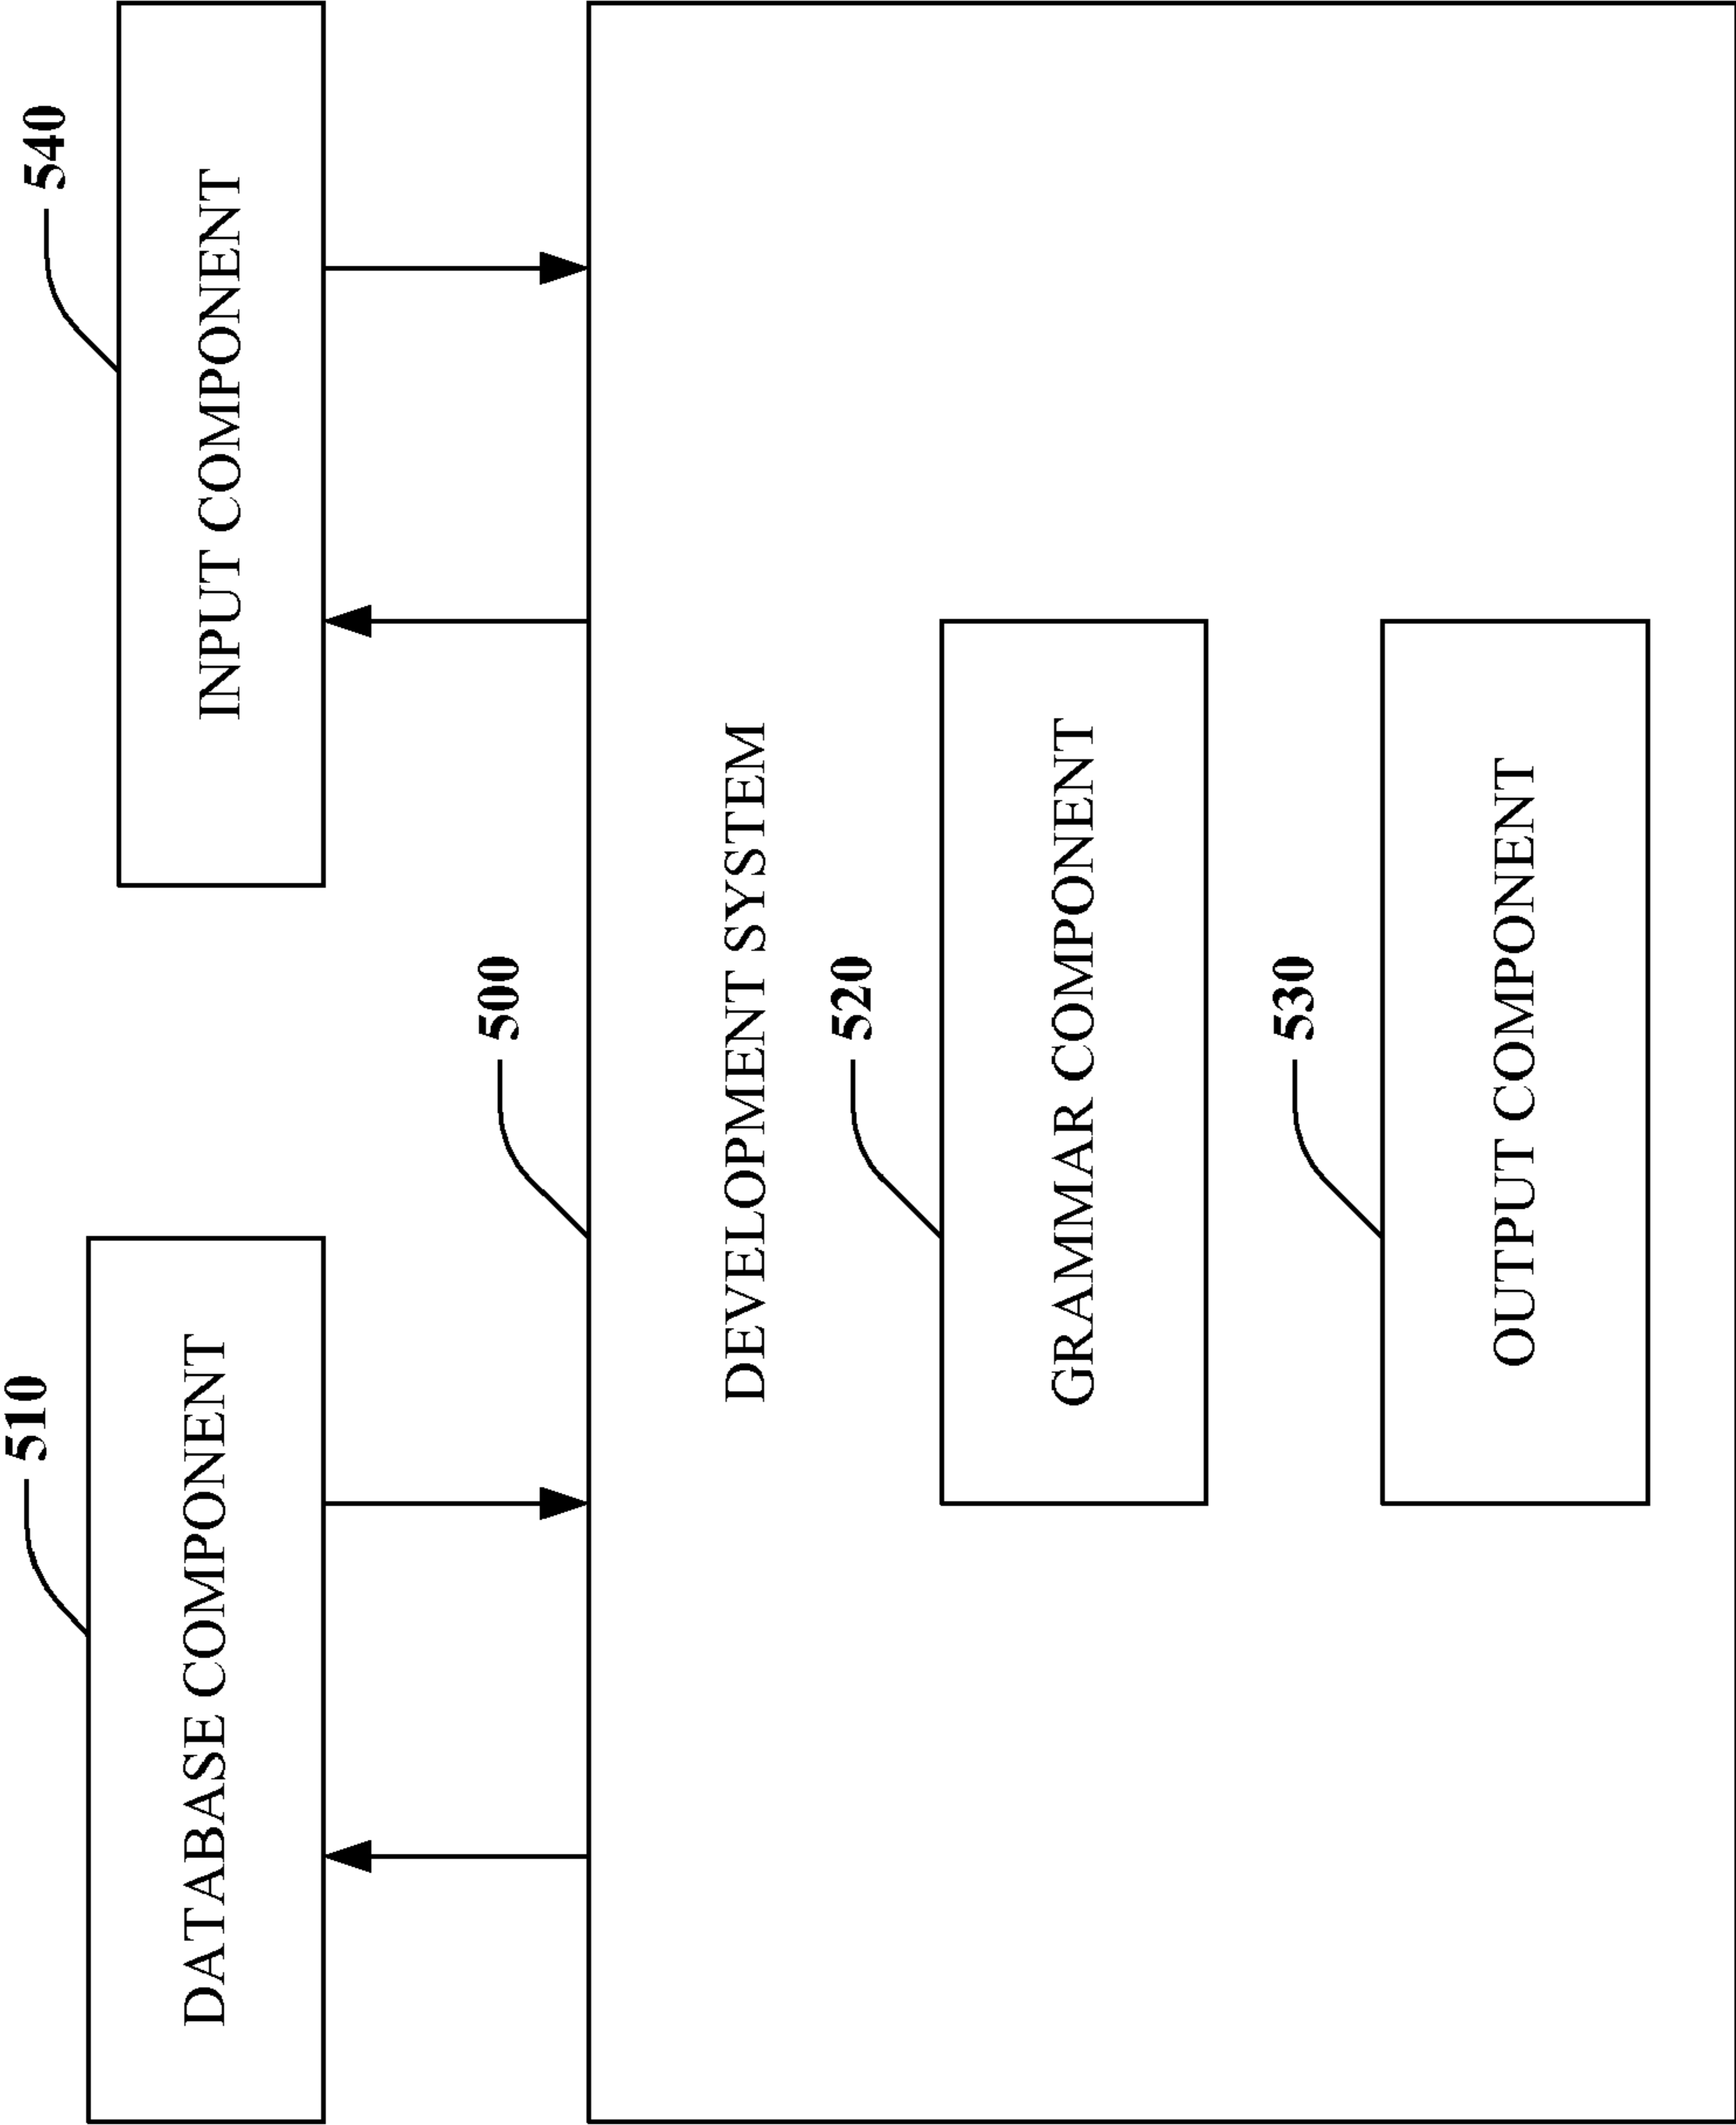 510
DATABASE COMPONENT
540
INPUT COMPONENT
500
DEVELOPMENT SYSTEM
520
GRAMMAR COMPONENT
530
OUTPUT COMPONENT